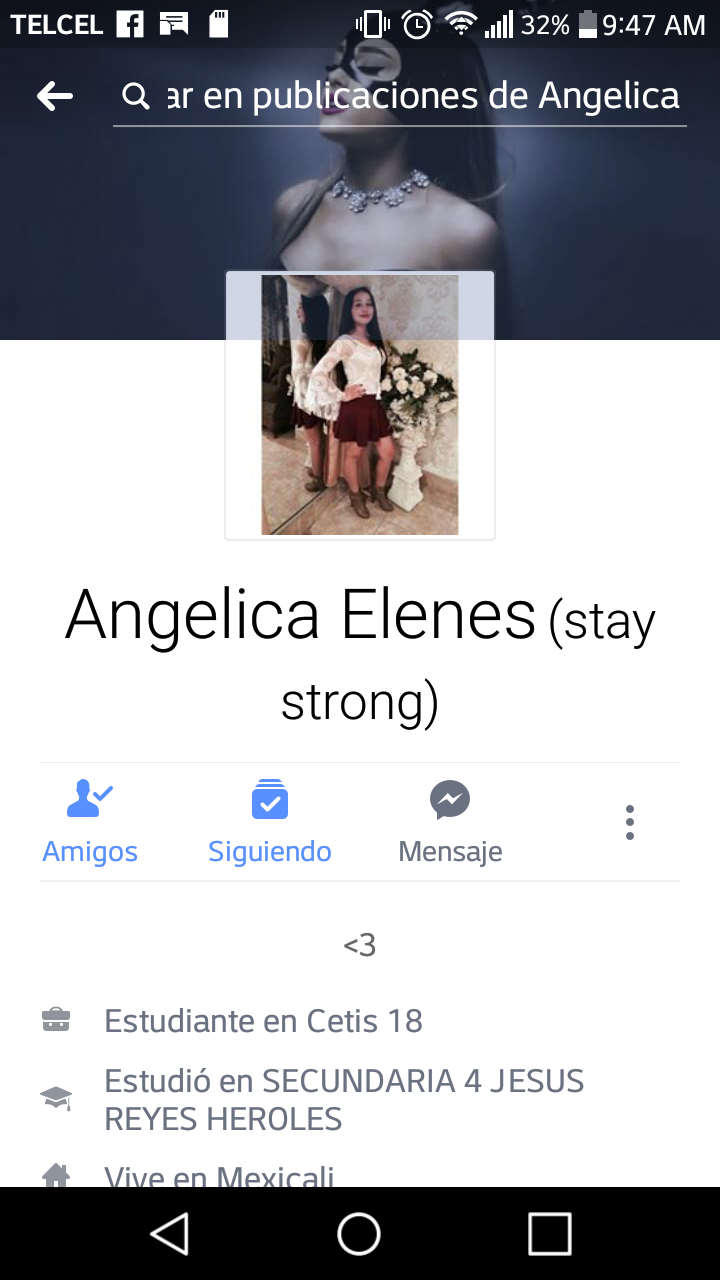 TELCEL 32% 9:47 AM
ar en publicaciones de Angelica
Angelica Elenes (stay
strong)
Amigos Siguiendo Mensaje
<3
Estudiante en Cetis 18
Estudió en SECUNDARIA 4 JESUS
REYES HEROLES
Vive en Mexicali